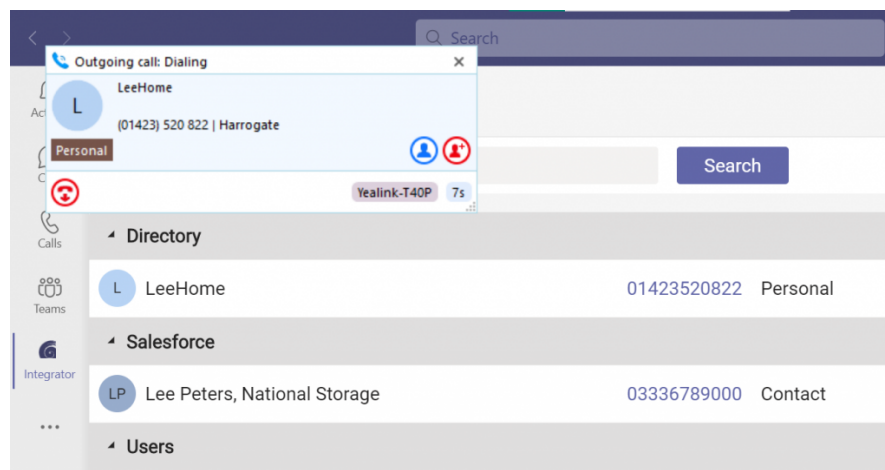 Search
Outgoing call: Dialing
L
LeeHome
(01423) 520 822 | Harrogate
Personal
Yealink-T40P
7s
Search
Calls
Teams
Integrator
Directory
L LeeHome 01423520822 Personal
Salesforce
LP Lee Peters, National Storage 03336789000 Contact
Users